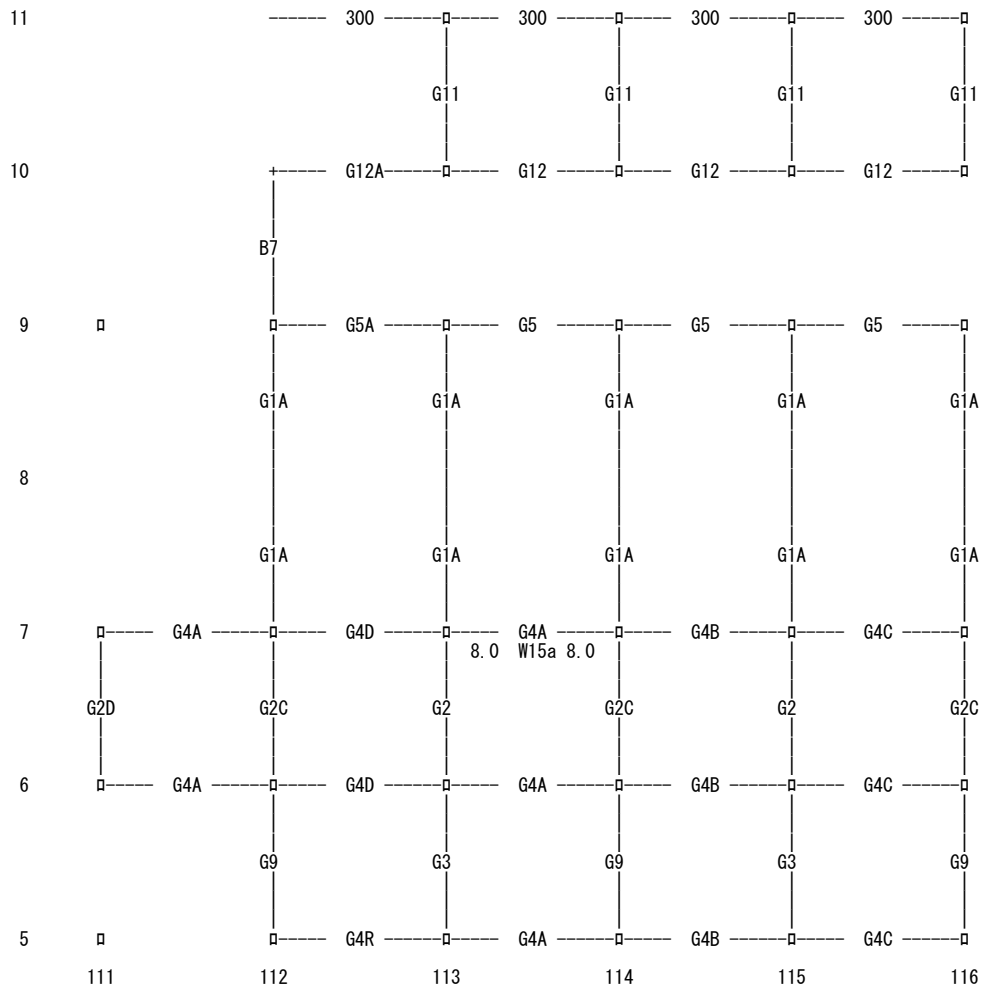 11 300 300 300 300
G11 G11 G11 G11
10 G12A G12 G12 G12
B7
9 G5A G5 G5 G5
G1A G1A G1A G1A G1A
8
G1A G1A G1A G1A G1A
7 G4A G4D G4A G4B G4C
8.0 W15a 8.0
G2D G2C G2 G2C G2 G2C
6 G4A G4D G4A G4B G4C
G9 G3 G9 G3 G9
5 G4R G4A G4B G4C
111 112 113 114 115 116